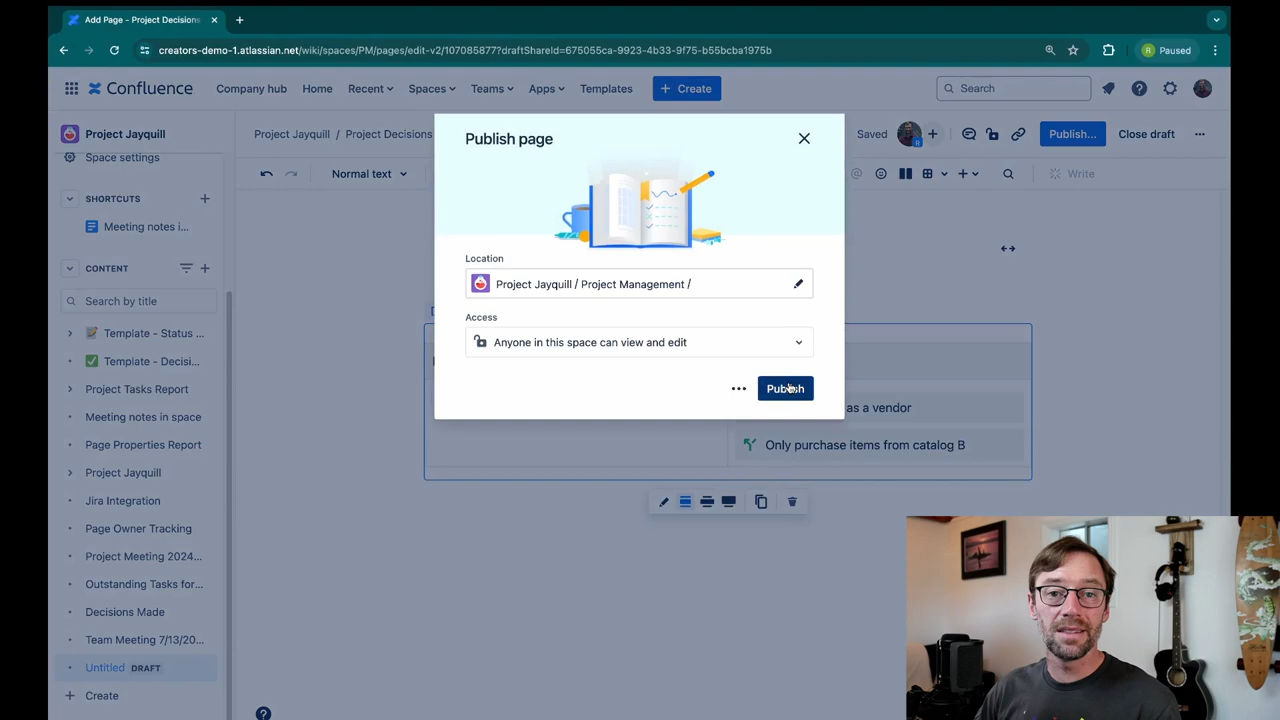 Add Page - Project Decisions
creators-demo-1.atlassian.net/wiki/spaces/PM/pages/edit-v2/107085877?draftShareId=675055ca-9923-4b33-9f75-b55bcba1975b
R Paused
Confluence Company hub Home Recent Spaces Teams Apps Templates + Create Search
Project Jayquill
Project Jayquill / Project Decisions
Saved R Publish... Close draft
Space settings
Normal text
Write
SHORTCUTS
Meeting notes i...
CONTENT
Search by title
Template - Status ...
Template - Decisi...
Project Tasks Report
Meeting notes in space
Page Properties Report
Project Jayquill
Jira Integration
Page Owner Tracking
Project Meeting 2024...
Outstanding Tasks for...
Decisions Made
Team Meeting 7/13/20...
Untitled DRAFT
Create
Publish page
Location
Project Jayquill / Project Management /
Access
Anyone in this space can view and edit
Publish
as a vendor
Only purchase items from catalog B